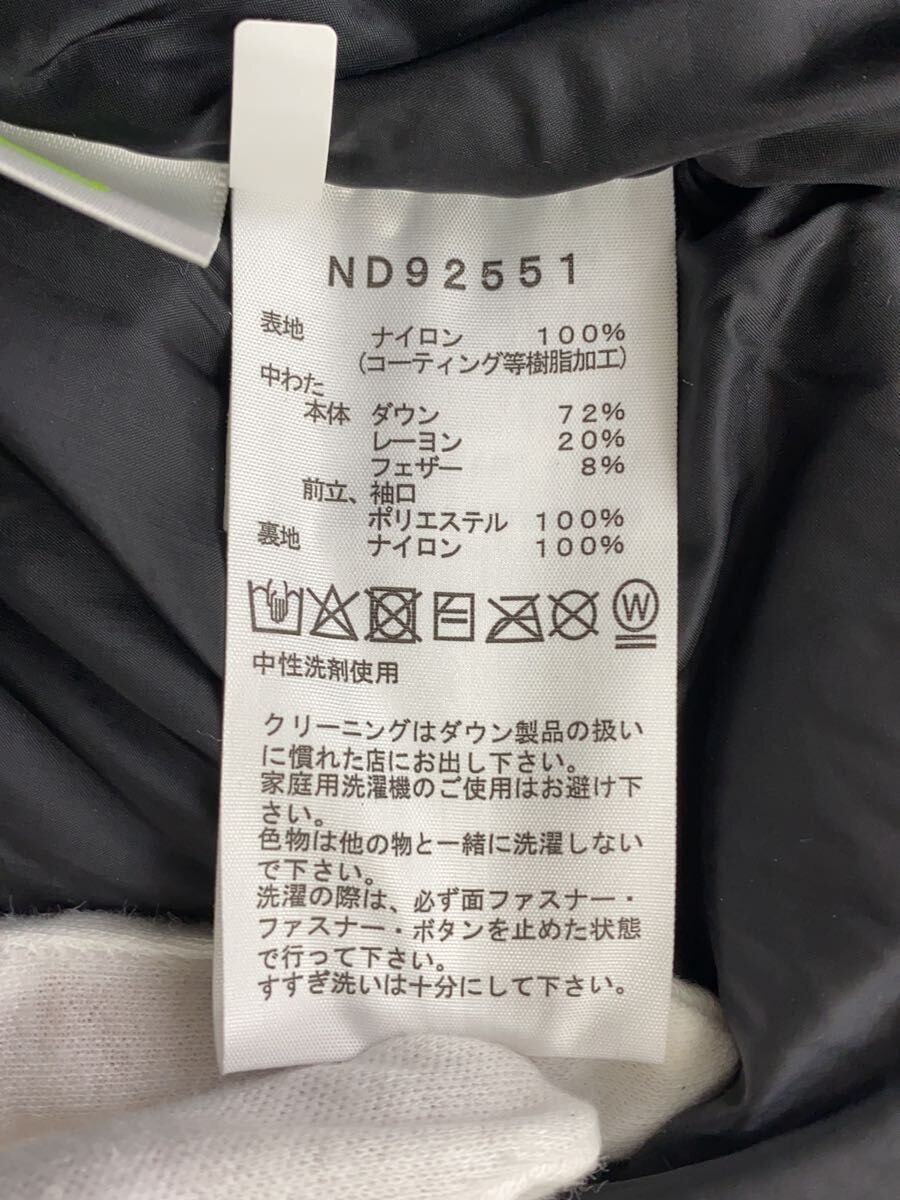 ND92551
表地 ナイロン 100%
(コーティング等樹脂加工)
中わた
本体 ダウン 72%
レーヨン 20%
フェザー 8%
前立、袖口
ポリエステル 100%
裏地 ナイロン 100%
W
中性洗剤使用
クリーニングはダウン製品の扱い
に慣れた店にお出し下さい。
家庭用洗濯機のご使用はお避け下
さい。
色物は他の物と一緒に洗濯しない
で下さい。
洗濯の際は、必ず面ファスナー・
ファスナー・ボタンを止めた状態
で行って下さい。
すすぎ洗いは十分にして下さい。